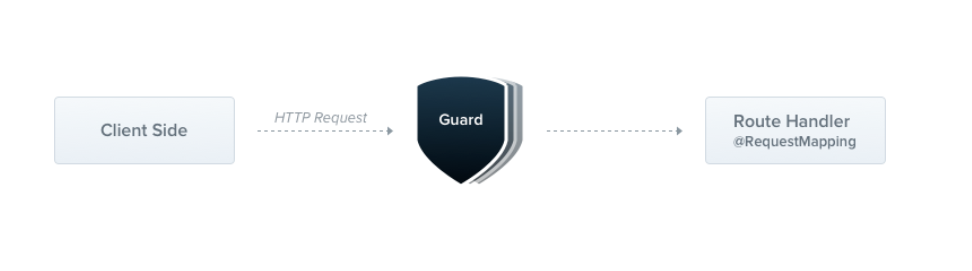 Client Side
HTTP Request
Guard
Route Handler
@RequestMapping